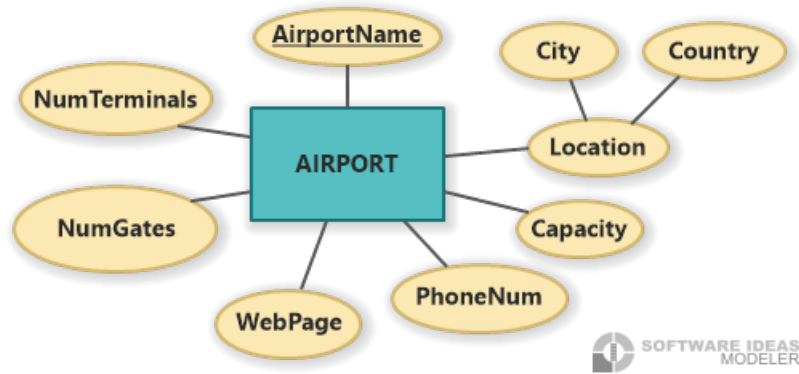 AirportName
City
Country
NumTerminals
Location
AIRPORT
NumGates
Capacity
PhoneNum
WebPage
SOFTWARE IDEAS
MODELER